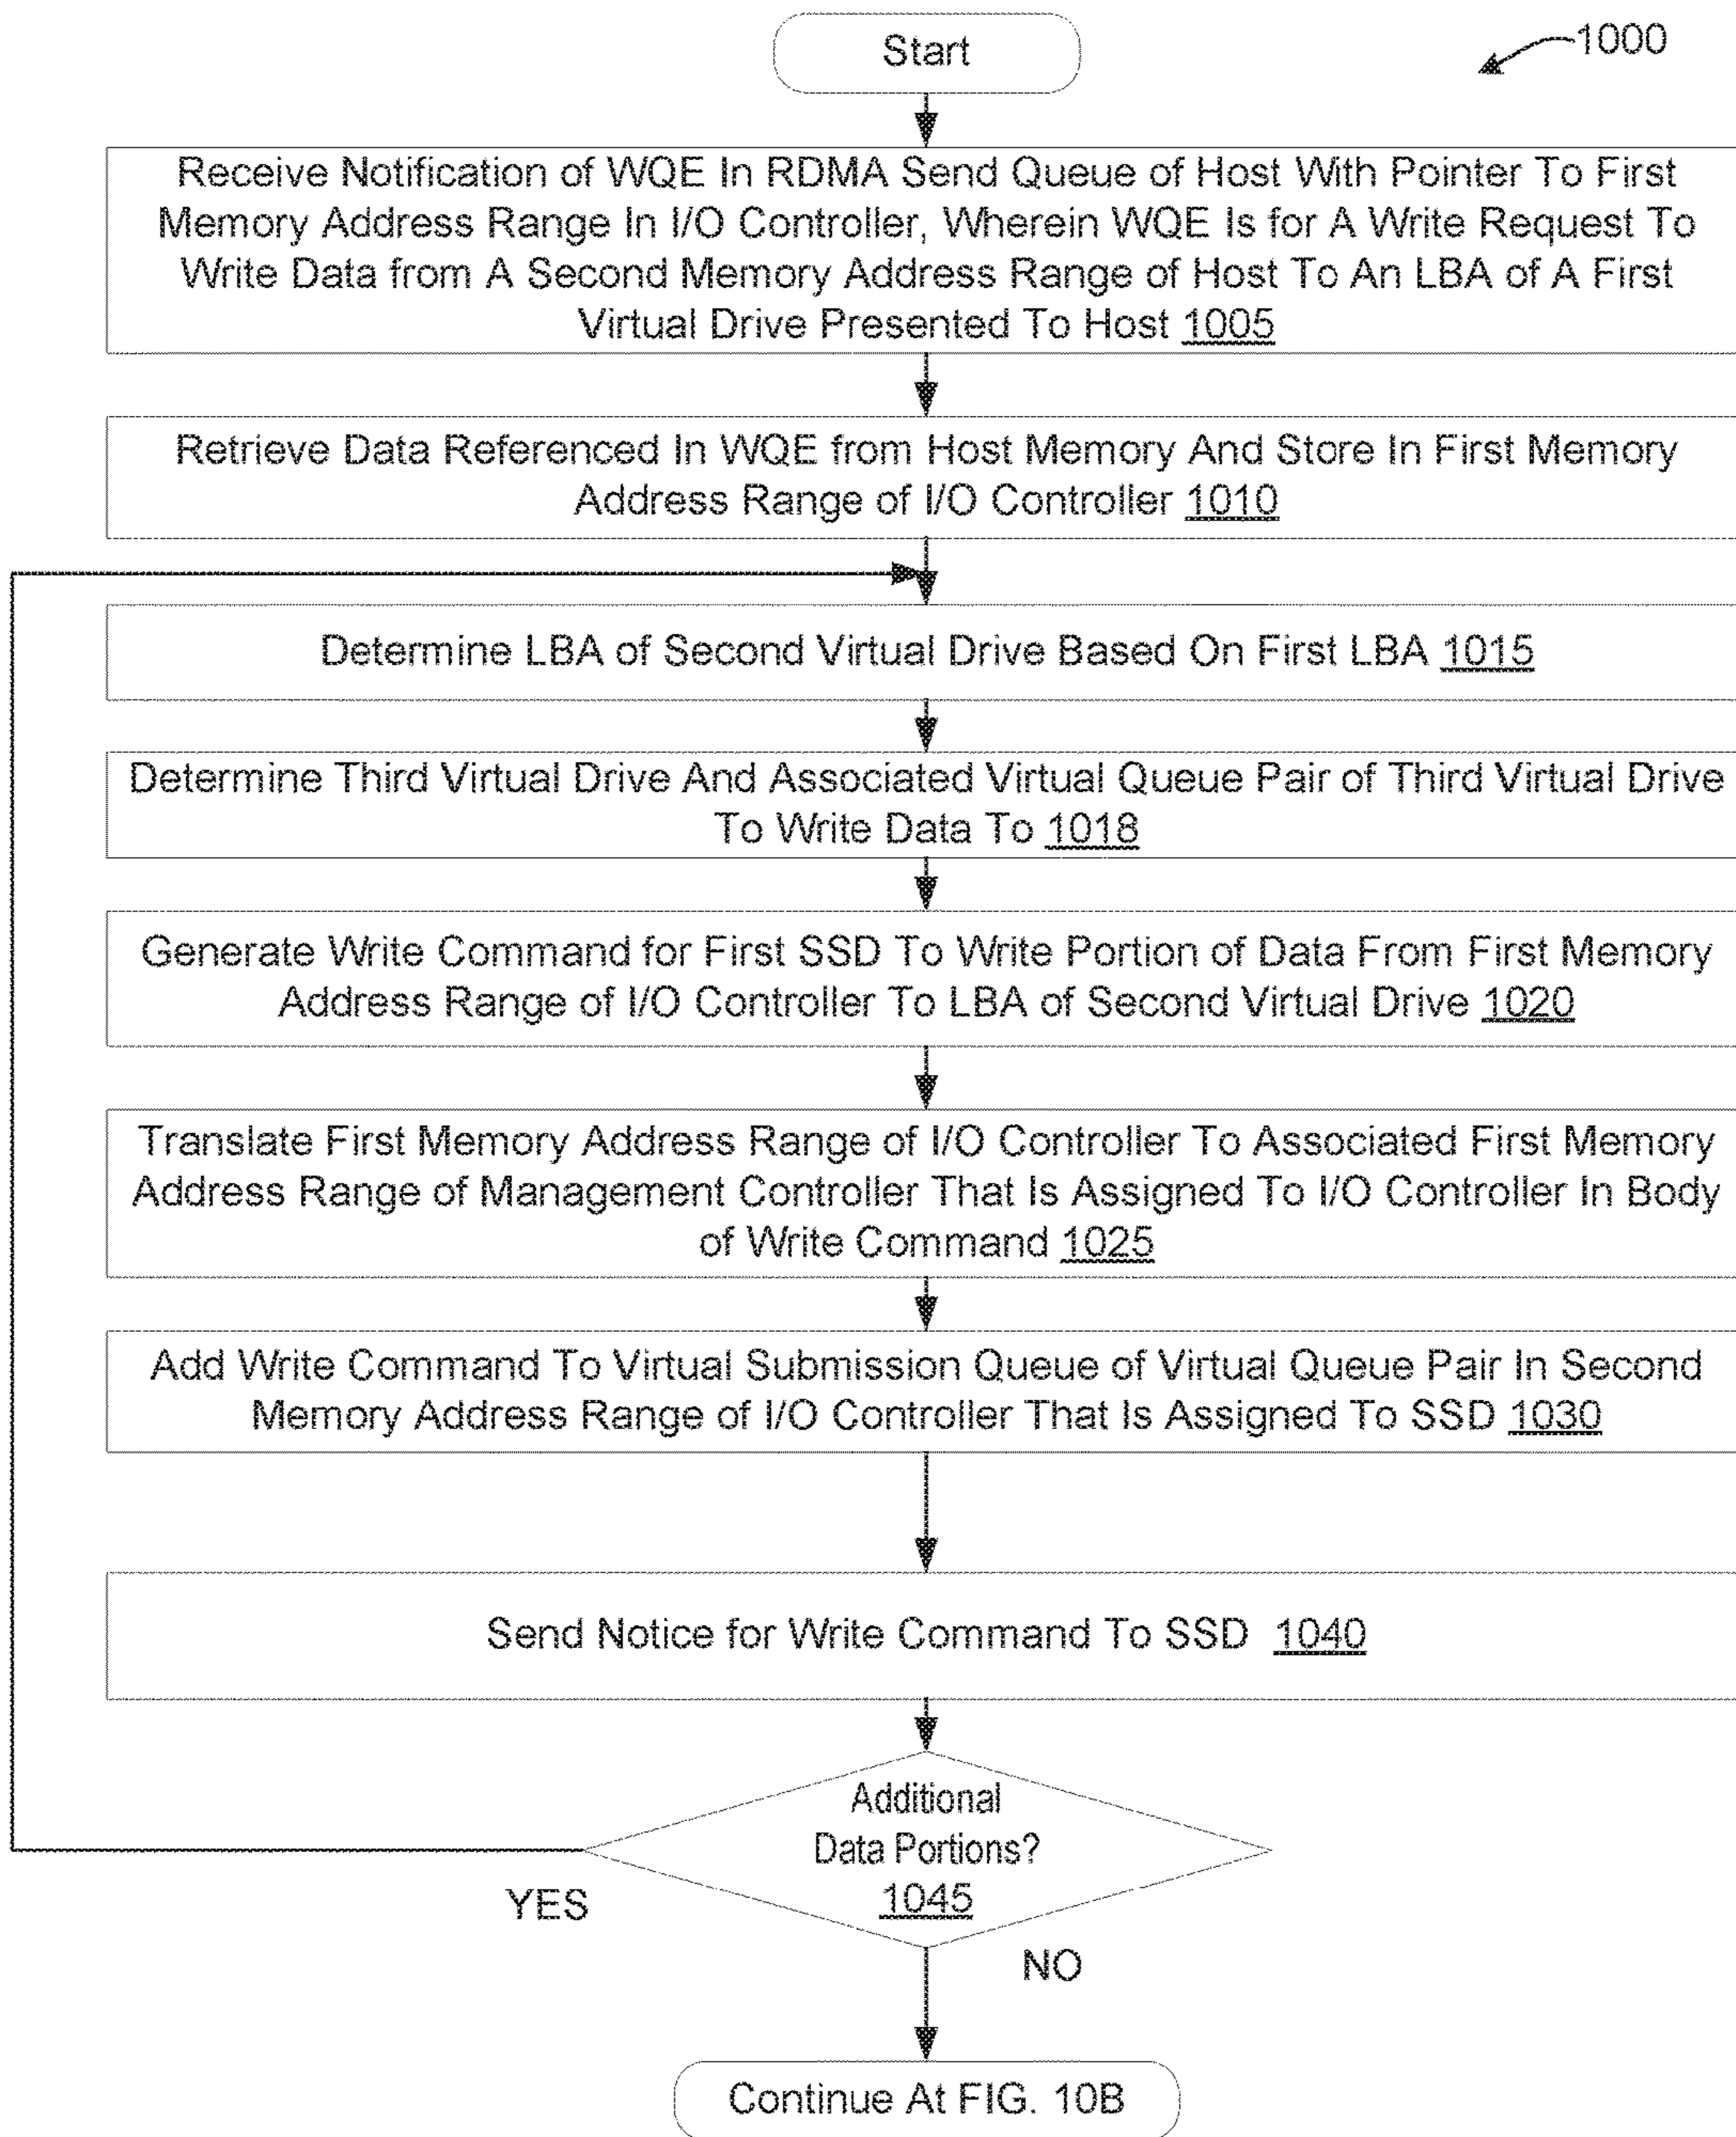 Start
1000
Receive Notification of WQE In RDMA Send Queue of Host With Pointer To First
Memory Address Range In I/O Controller, Wherein WQE Is for A Write Request To
Write Data from A Second Memory Address Range of Host To An LBA of A First
Virtual Drive Presented To Host 1005
Retrieve Data Referenced In WQE from Host Memory And Store In First Memory
Address Range of I/O Controller 1010
Determine LBA of Second Virtual Drive Based On First LBA 1015
Determine Third Virtual Drive And Associated Virtual Queue Pair of Third Virtual Drive
To Write Data To 1018
Generate Write Command for First SSD To Write Portion of Data From First Memory
Address Range of I/O Controller To LBA of Second Virtual Drive 1020
Translate First Memory Address Range of I/O Controller To Associated First Memory
Address Range of Management Controller That Is Assigned To I/O Controller In Body
of Write Command 1025
Add Write Command To Virtual Submission Queue of Virtual Queue Pair In Second
Memory Address Range of I/O Controller That Is Assigned To SSD 1030
Send Notice for Write Command To SSD 1040
Additional
Data Portions?
1045
YES
NO
Continue At FIG. 10B